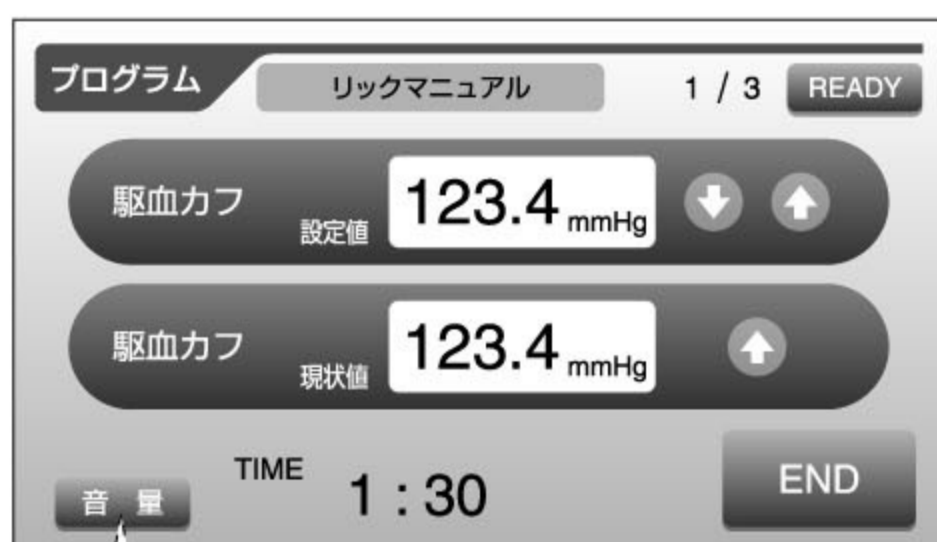 プログラム リックマニュアル 1 / 3 READY
駆血カフ 設定値 123.4 mmHg
駆血カフ 現状値 123.4 mmHg
音 量 TIME 1 : 30 END